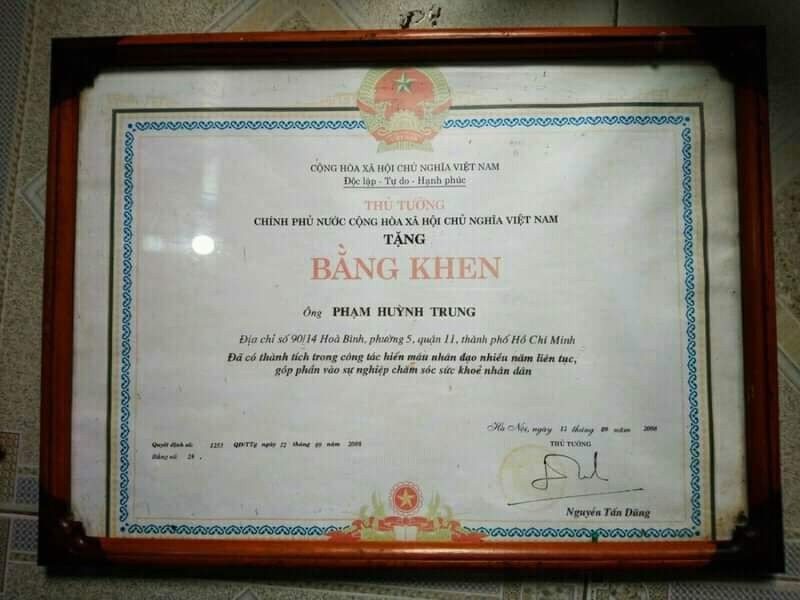 CỘNG HÒA XÃ HỘI CHỦ NGHĨA VIỆT NAM
Độc lập - Tự do - Hạnh phúc
THỦ TƯỚNG
CHÍNH PHỦ NƯỚC CỘNG HÒA XÃ HỘI CHỦ NGHĨA VIỆT NAM
TẶNG
BẰNG KHEN
Ông PHẠM HUỲNH TRUNG
Địa chỉ số 90/14 Hoà Bình, phường 5, quận 11, thành phố Hồ Chí Minh
Đã có thành tích trong công tác hiến máu nhân đạo nhiều năm liên tục,
góp phần vào sự nghiệp chăm sóc sức khoẻ nhân dân
Hà Nội, ngày 12 tháng 09 năm 2008
Quyết định số: 1253 QĐ/TTg ngày 12 tháng 09 năm 2008
Bằng số: 28 .
THỦ TƯỚNG
Nguyễn Tấn Dũng